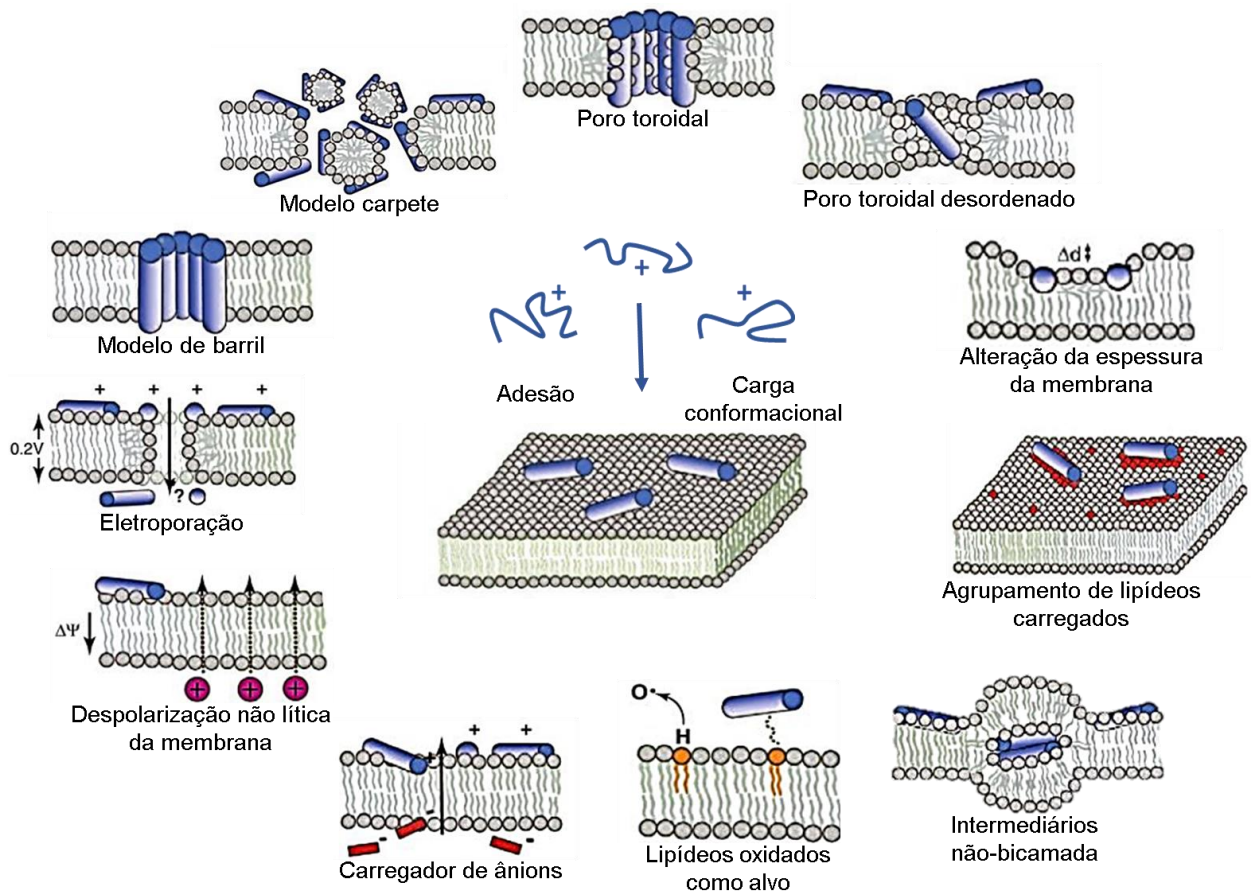 Poro toroidal
Modelo carpete
Poro toroidal desordenado
+
+
+
Δd
Modelo de barril
Alteração da espessura
da membrana
Adesão
Carga
conformacional
+ + + +
0.2V
?
Eletroporação
Agrupamento de lipídeos
carregados
ΔΨ
+ + +
Despolarização não lítica
da membrana
+ + +
- - -
Carregador de ânions
O•
H
Lipídeos oxidados
como alvo
Intermediários
não-bicamada